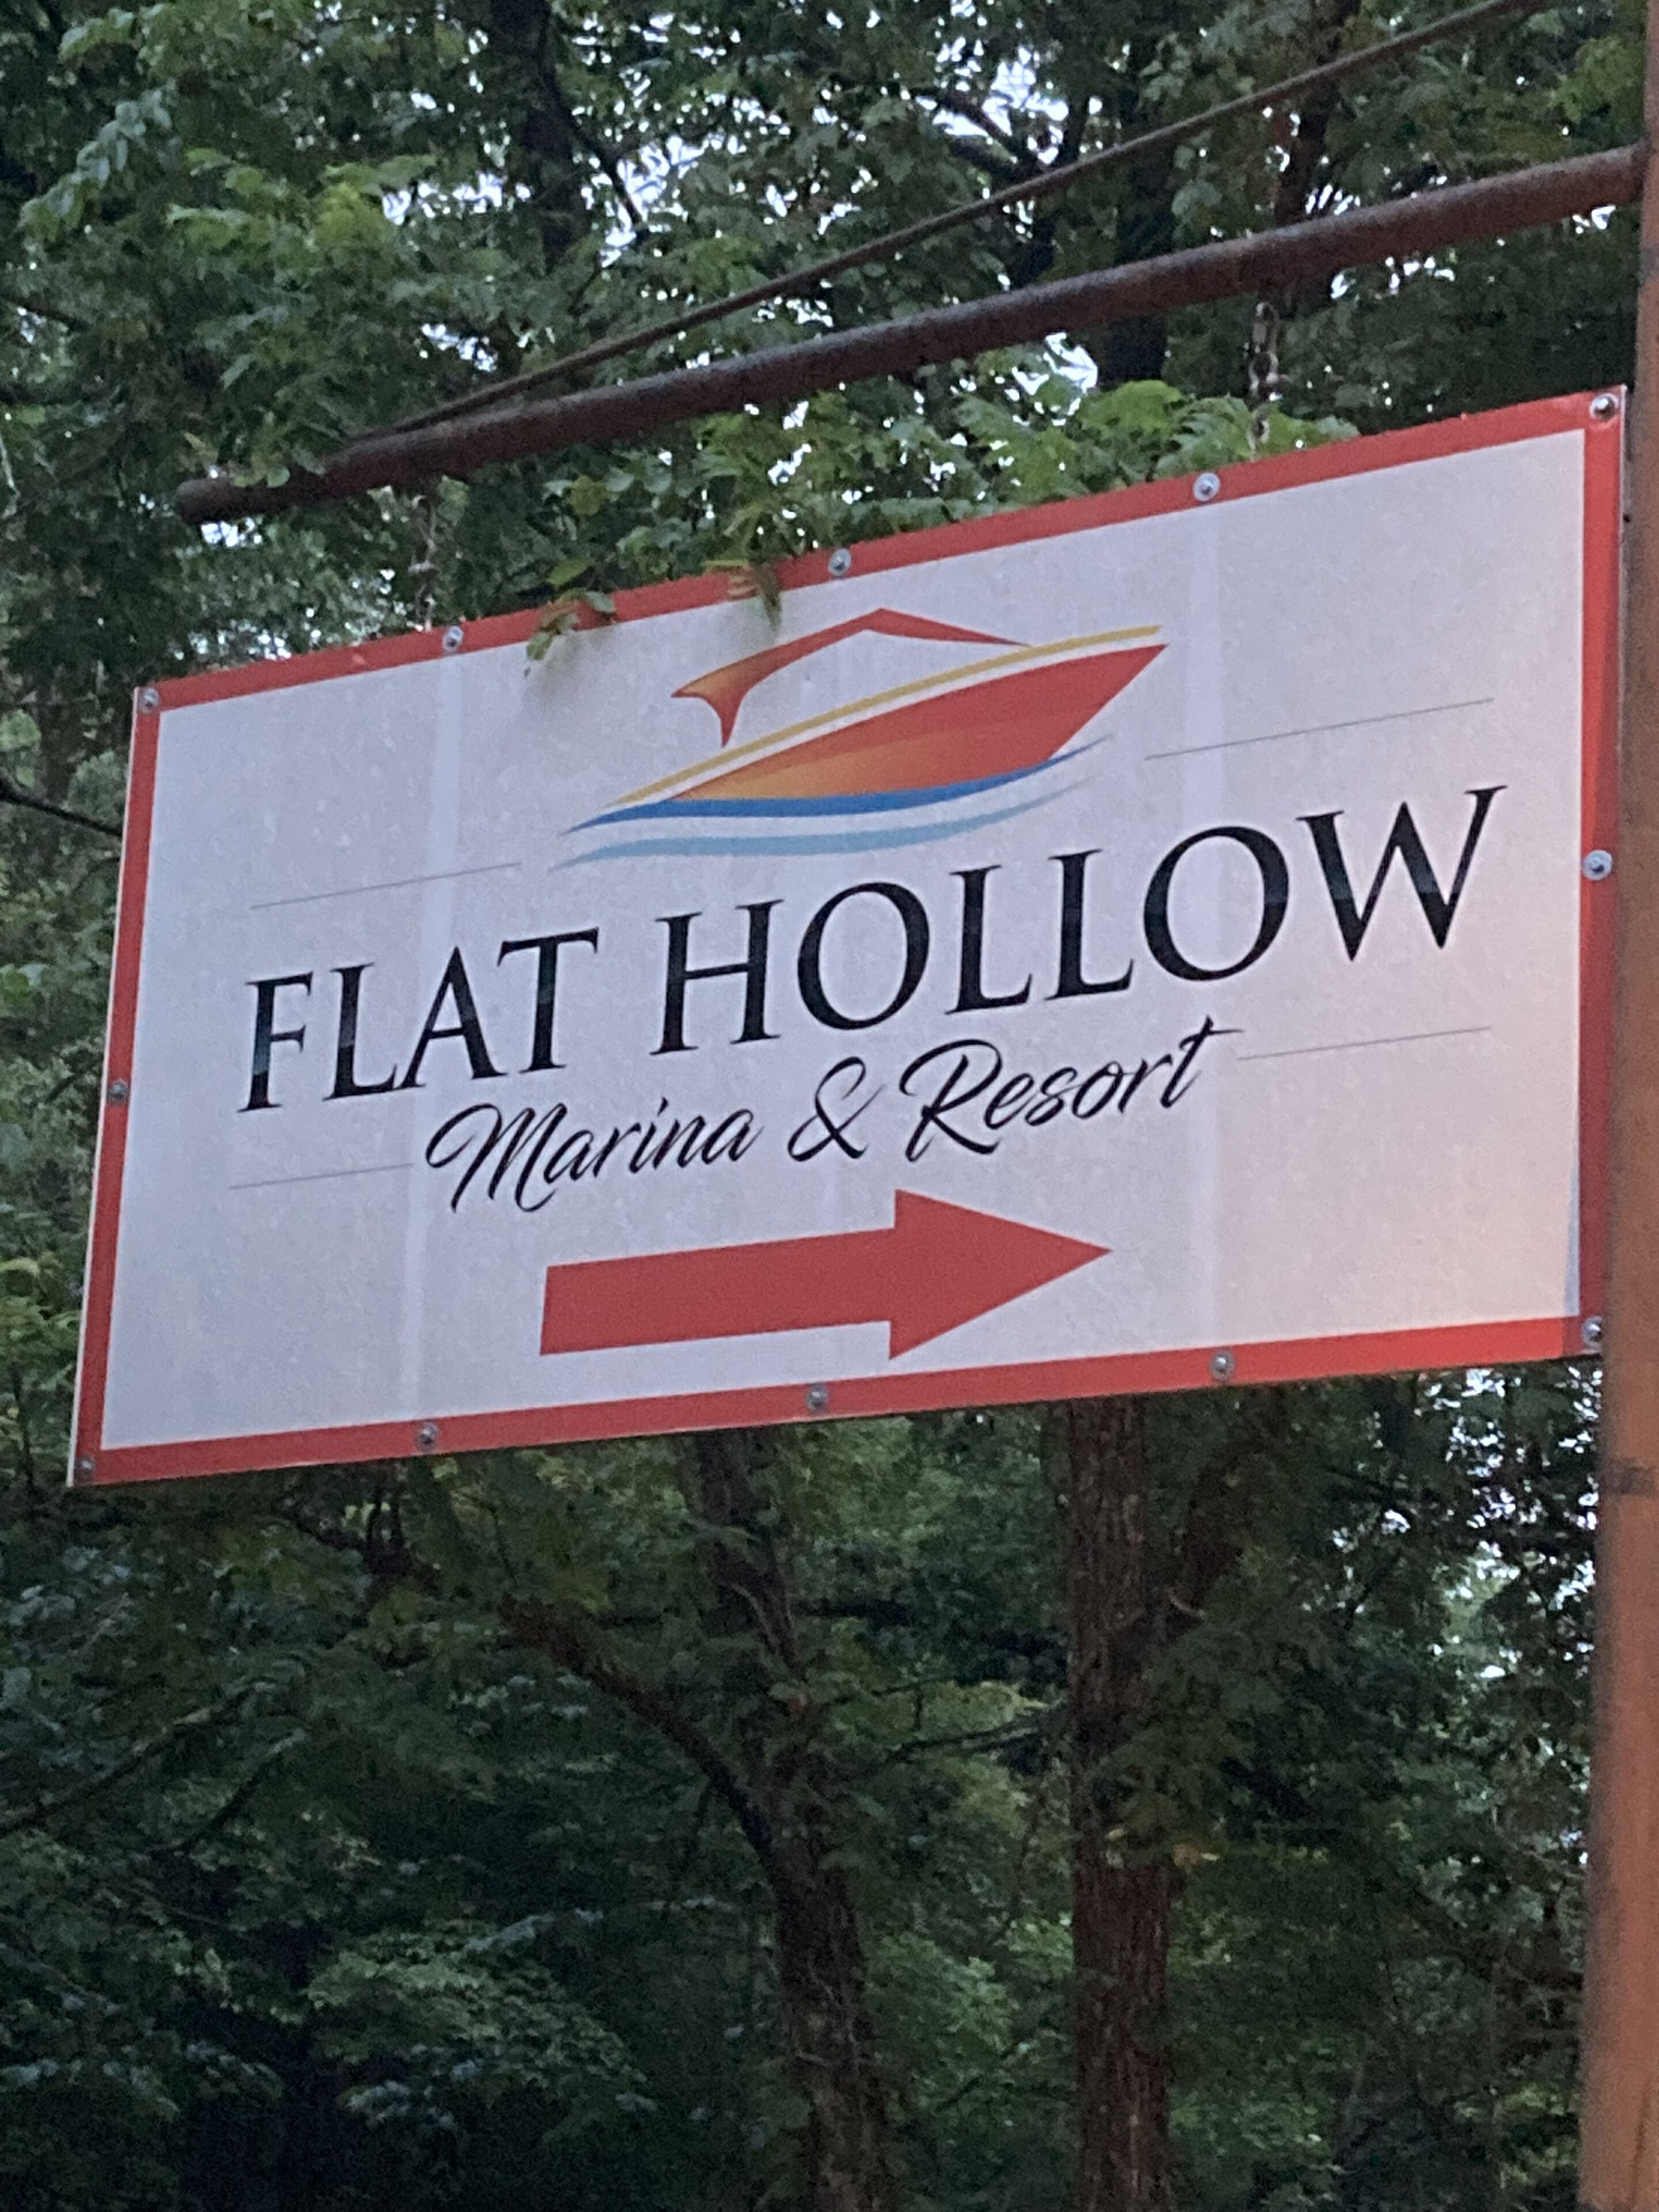 FLAT HOLLOW
Marina & Resort